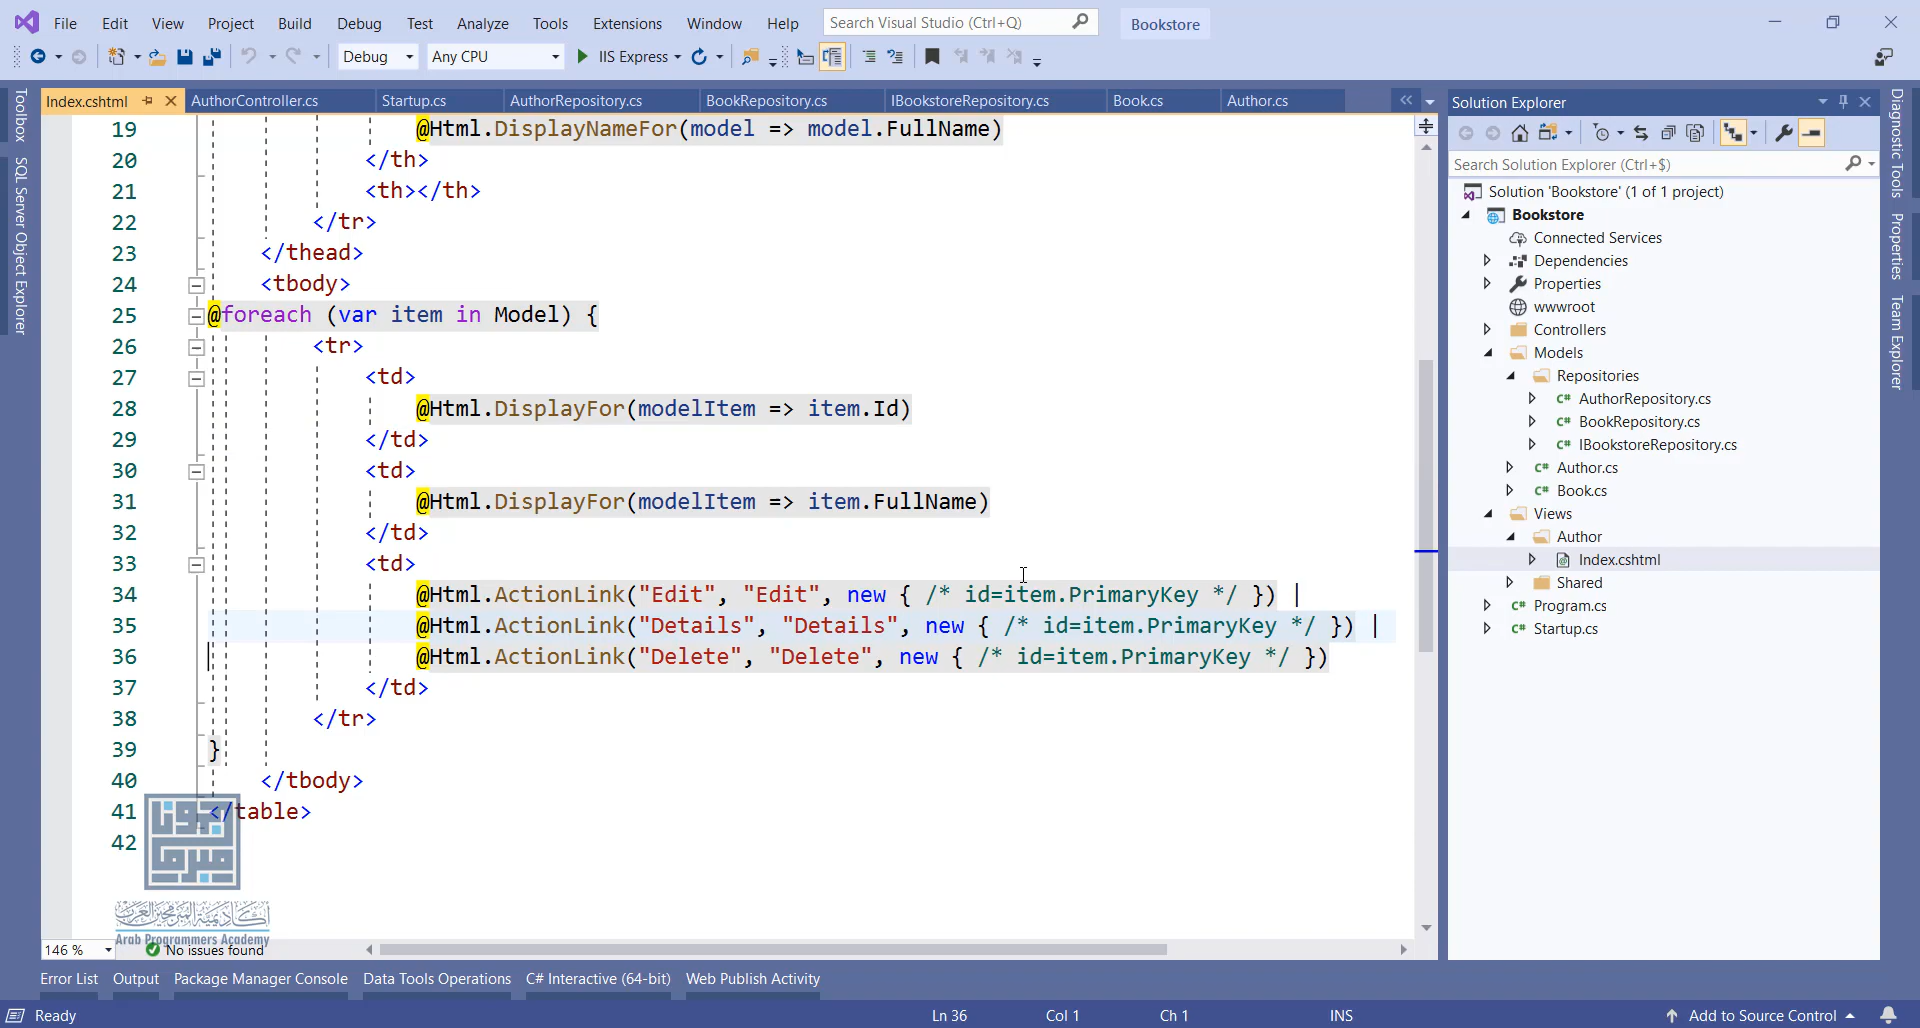 File Edit View Project Build Debug Test Analyze Tools Extensions Window Help Search Visual Studio (Ctrl+Q) Bookstore
Debug Any CPU IIS Express
Index.cshtml AuthorController.cs Startup.cs AuthorRepository.cs BookRepository.cs IBookstoreRepository.cs Book.cs Author.cs
Toolbox
SQL Server Object Explorer
19 @Html.DisplayNameFor(model => model.FullName)
20 </th>
21 <th></th>
22 </tr>
23 </thead>
24 <tbody>
25 @foreach (var item in Model) {
26 <tr>
27 <td>
28 @Html.DisplayFor(modelItem => item.Id)
29 </td>
30 <td>
31 @Html.DisplayFor(modelItem => item.FullName)
32 </td>
33 <td>
34 @Html.ActionLink("Edit", "Edit", new { /* id=item.PrimaryKey */ }) |
35 @Html.ActionLink("Details", "Details", new { /* id=item.PrimaryKey */ }) |
36 @Html.ActionLink("Delete", "Delete", new { /* id=item.PrimaryKey */ })
37 </td>
38 </tr>
39 }
40 </tbody>
41 </table>
42
أكاديمية المبرمجين العرب
Arab Programmers Academy
146 % No issues found
Solution Explorer
Search Solution Explorer (Ctrl+$)
Solution 'Bookstore' (1 of 1 project)
Bookstore
Connected Services
Dependencies
Properties
wwwroot
Controllers
Models
Repositories
C# AuthorRepository.cs
C# BookRepository.cs
C# IBookstoreRepository.cs
C# Author.cs
C# Book.cs
Views
Author
Index.cshtml
Shared
C# Program.cs
C# Startup.cs
Diagnostic Tools
Properties
Team Explorer
Error List Output Package Manager Console Data Tools Operations C# Interactive (64-bit) Web Publish Activity
Ready Ln 36 Col 1 Ch 1 INS Add to Source Control